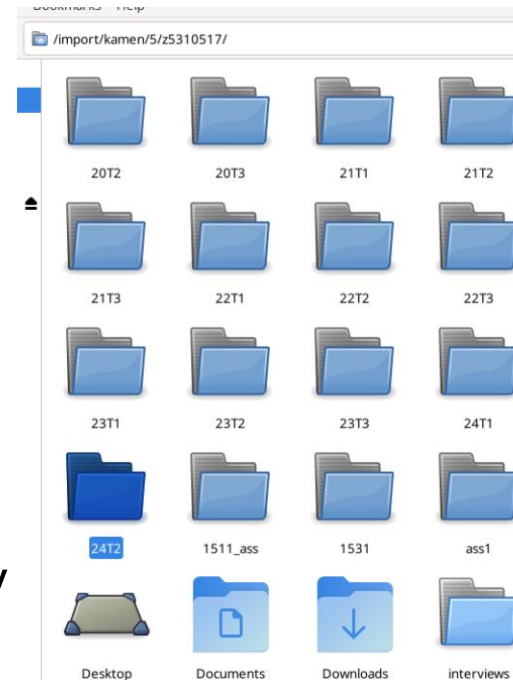 Bookmarks Help
/import/kamen/5/z5310517/
20T2 20T3 21T1 21T2
21T3 22T1 22T2 22T3
23T1 23T2 23T3 24T1
24T2 1511_ass 1531 ass1
y
Desktop Documents Downloads interviews